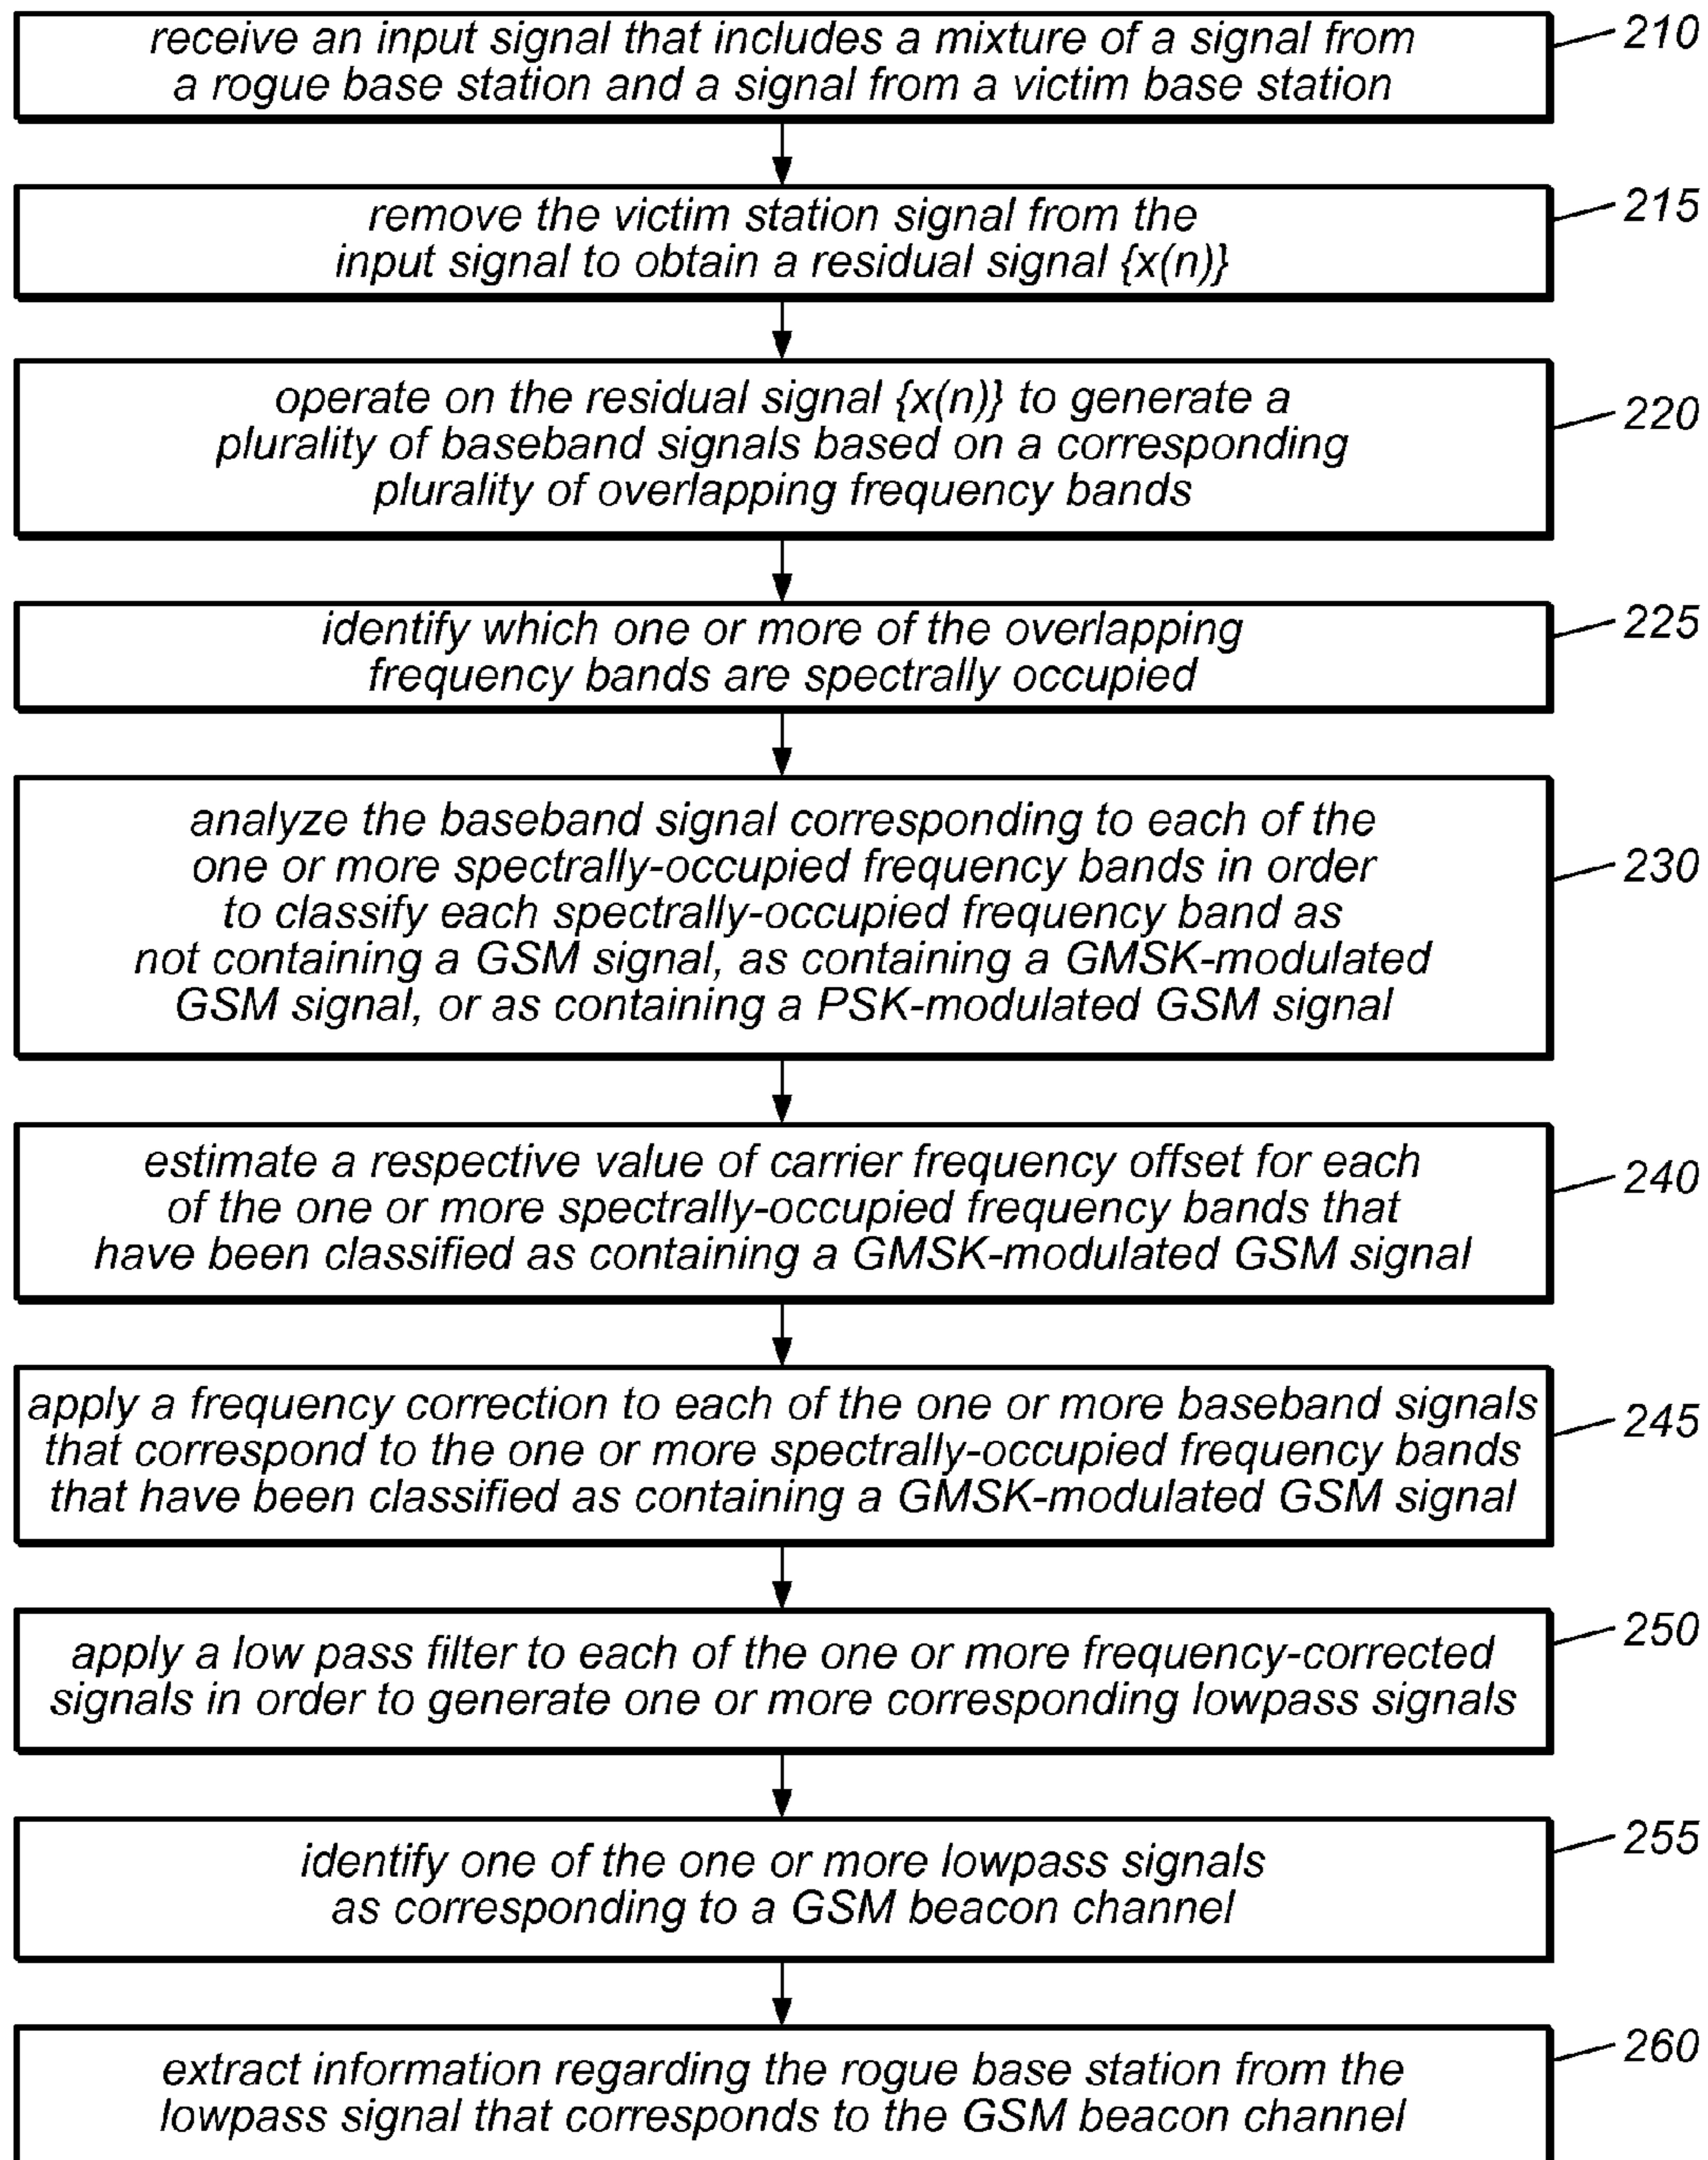 receive an input signal that includes a mixture of a signal from
a rogue base station and a signal from a victim base station
210
remove the victim station signal from the
input signal to obtain a residual signal {x(n)}
215
operate on the residual signal {x(n)} to generate a
plurality of baseband signals based on a corresponding
plurality of overlapping frequency bands
220
identify which one or more of the overlapping
frequency bands are spectrally occupied
225
analyze the baseband signal corresponding to each of the
one or more spectrally-occupied frequency bands in order
to classify each spectrally-occupied frequency band as
not containing a GSM signal, as containing a GMSK-modulated
GSM signal, or as containing a PSK-modulated GSM signal
230
estimate a respective value of carrier frequency offset for each
of the one or more spectrally-occupied frequency bands that
have been classified as containing a GMSK-modulated GSM signal
240
apply a frequency correction to each of the one or more baseband signals
that correspond to the one or more spectrally-occupied frequency bands
that have been classified as containing a GMSK-modulated GSM signal
245
apply a low pass filter to each of the one or more frequency-corrected
signals in order to generate one or more corresponding lowpass signals
250
identify one of the one or more lowpass signals
as corresponding to a GSM beacon channel
255
extract information regarding the rogue base station from the
lowpass signal that corresponds to the GSM beacon channel
260